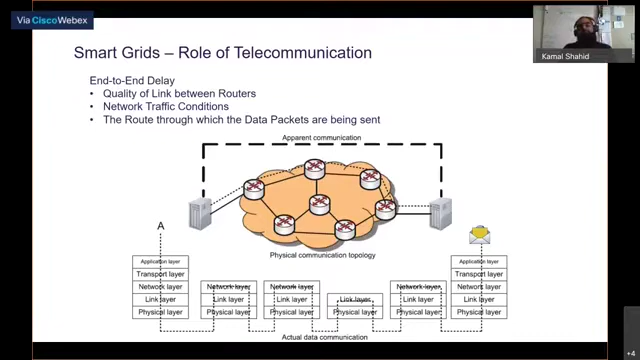 Via Cisco Webex
Kamal Shahid
Smart Grids – Role of Telecommunication
End-to-End Delay
• Quality of Link between Routers
• Network Traffic Conditions
• The Route through which the Data Packets are being sent
Apparent communication
Physical communication topology
A
Application layer
Transport layer
Network layer
Link layer
Physical layer
Network layer
Link layer
Physical layer
Network layer
Link layer
Physical layer
Link layer
Physical layer
Network layer
Link layer
Physical layer
Application layer
Transport layer
Network layer
Link layer
Physical layer
Actual data communication
+4